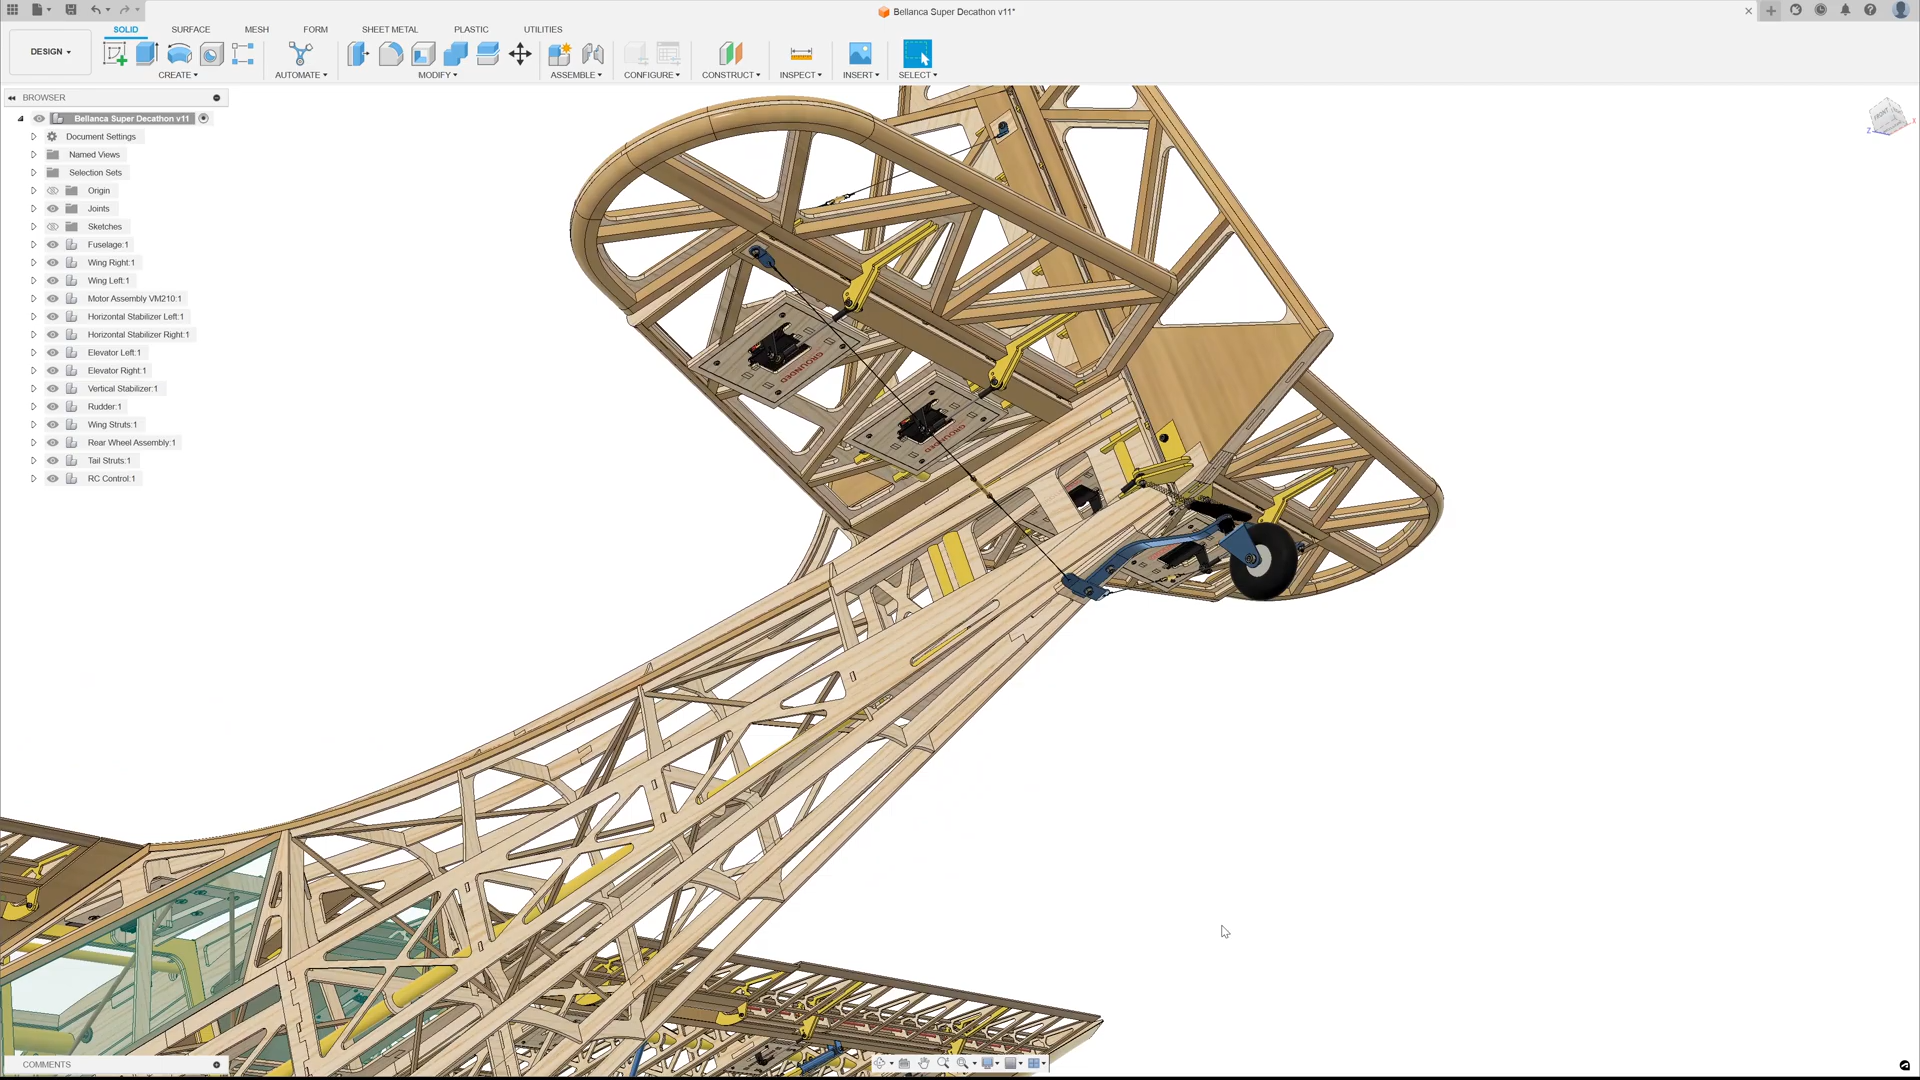 Bellanca Super Decathon v11*
SOLID
SURFACE
MESH
FORM
SHEET METAL
PLASTIC
UTILITIES
DESIGN
CREATE
AUTOMATE
MODIFY
ASSEMBLE
CONFIGURE
CONSTRUCT
INSPECT
INSERT
SELECT
BROWSER
Bellanca Super Decathon v11
Document Settings
Named Views
Selection Sets
Origin
Joints
Sketches
Fuselage:1
Wing Right:1
Wing Left:1
Motor Assembly VM210:1
Horizontal Stabilizer Left:1
Horizontal Stabilizer Right:1
Elevator Left:1
Elevator Right:1
Vertical Stabilizer:1
Rudder:1
Wing Struts:1
Rear Wheel Assembly:1
Tail Struts:1
RC Control:1
FRONT
Z
X
GROUNDED
GROUNDED
COMMENTS